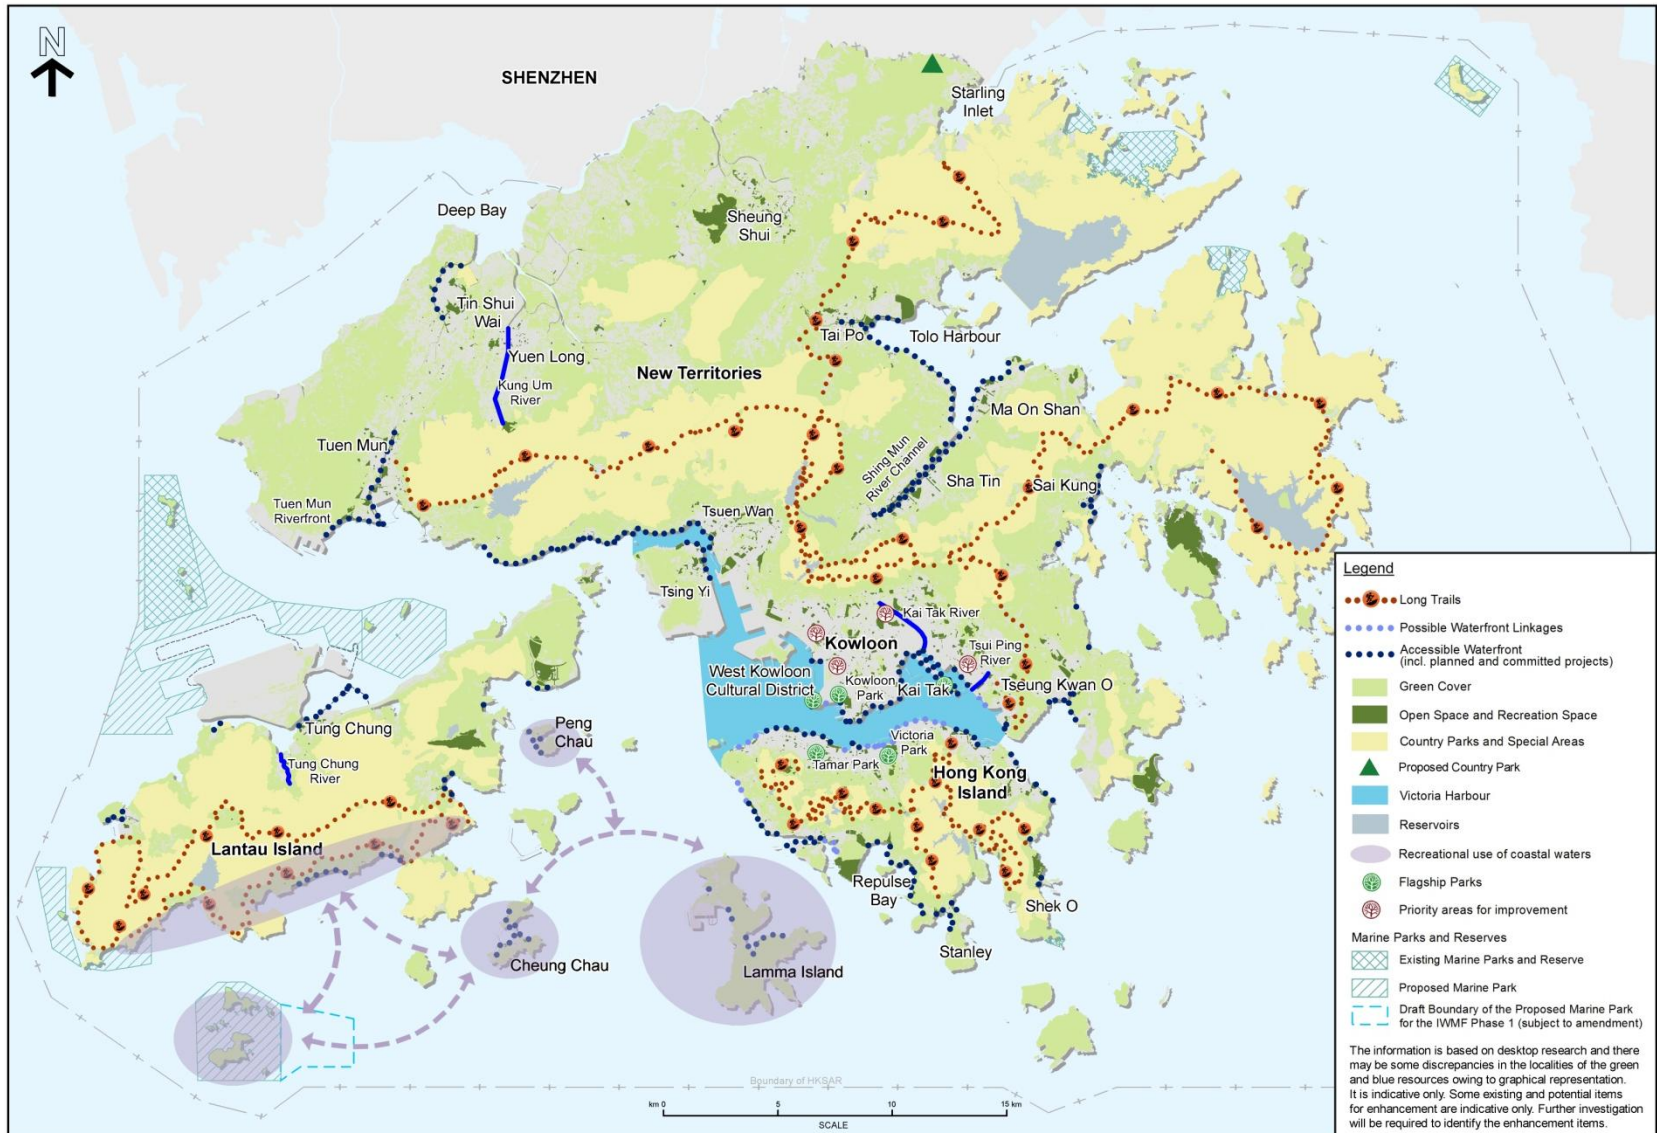 N
SHENZHEN
Starling
Inlet
Deep Bay
Sheung
Shui
Tin Shui
Wai
Yuen Long
Kung Um
River
New Territories
Tai Po
Tolo Harbour
Ma On Shan
Shing Mun
River Channel
Sha Tin
Sai Kung
Tuen Mun
Tuen Mun
Riverfront
Tsuen Wan
Tsing Yi
Kai Tak River
Kowloon
Tsui Ping
River
West Kowloon
Cultural District
Kowloon
Park
Kai Tak
Tseung Kwan O
Tung Chung
Tung Chung
River
Peng
Chau
Victoria
Park
Tamar Park
Hong Kong
Island
Lantau Island
Repulse
Bay
Shek O
Stanley
Cheung Chau
Lamma Island
Boundary of HKSAR
km 0
5
10
15 km
SCALE
Legend
Long Trails
Possible Waterfront Linkages
Accessible Waterfront
(incl. planned and committed projects)
Green Cover
Open Space and Recreation Space
Country Parks and Special Areas
Proposed Country Park
Victoria Harbour
Reservoirs
Recreational use of coastal waters
Flagship Parks
Priority areas for improvement
Marine Parks and Reserves
Existing Marine Parks and Reserve
Proposed Marine Park
Draft Boundary of the Proposed Marine Park
for the IWMF Phase 1 (subject to amendment)
The information is based on desktop research and there
may be some discrepancies in the localities of the green
and blue resources owing to graphical representation.
It is indicative only. Some existing and potential items
for enhancement are indicative only. Further investigation
will be required to identify the enhancement items.